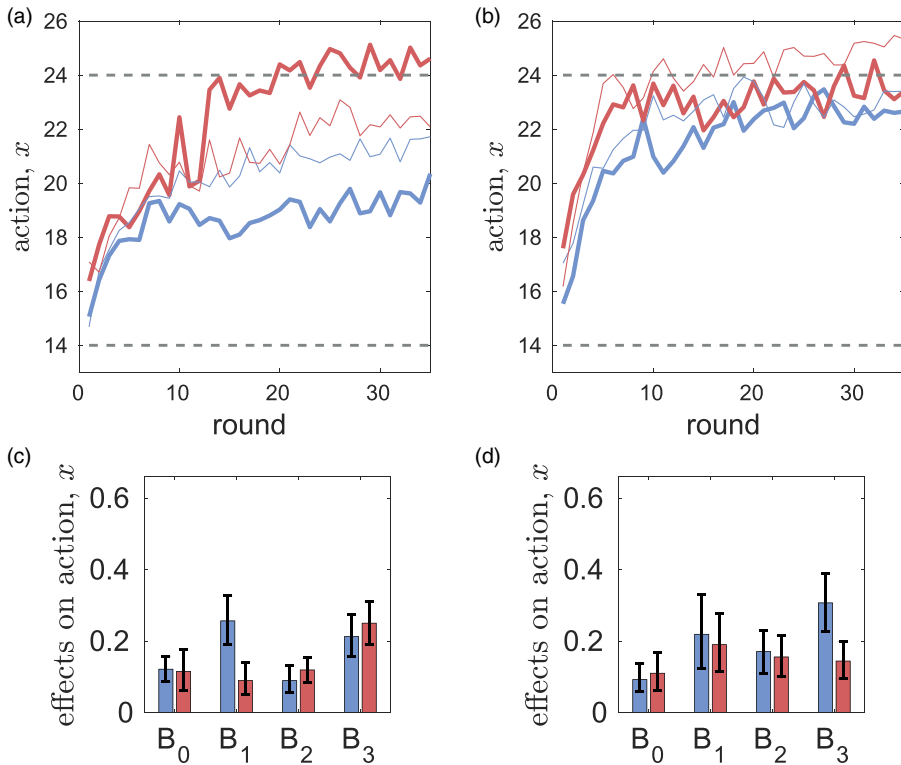 (a)
26
24
22
20
18
16
14
action, x
0
10
20
30
round
(b)
26
24
22
20
18
16
14
action, x
0
10
20
30
round
(c)
effects on action, x
0.6
0.4
0.2
0
B0 B1 B2 B3
(d)
effects on action, x
0.6
0.4
0.2
0
B0 B1 B2 B3